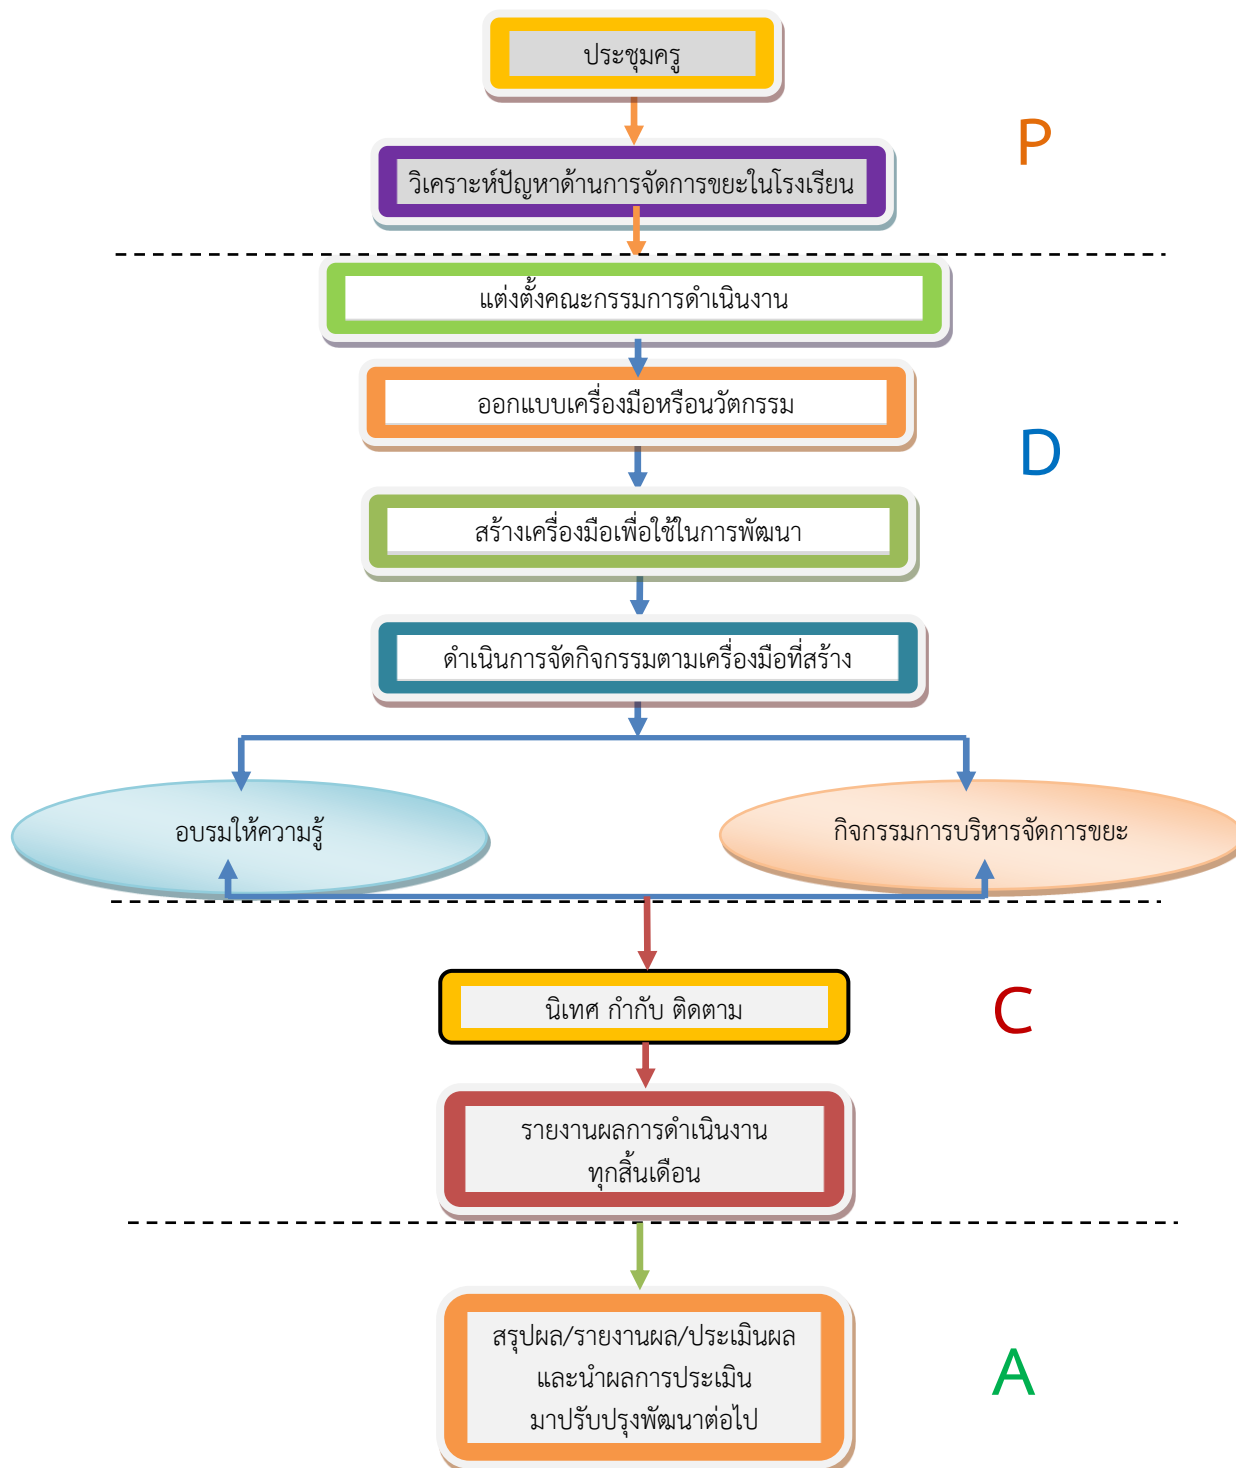 ประชุมครู
P
วิเคราะห์ปัญหาด้านการจัดการขยะในโรงเรียน
แต่งตั้งคณะกรรมการดำเนินงาน
ออกแบบเครื่องมือหรือนวัตกรรม
D
สร้างเครื่องมือเพื่อใช้ในการพัฒนา
ดำเนินการจัดกิจกรรมตามเครื่องมือที่สร้าง
อบรมให้ความรู้
กิจกรรมการบริหารจัดการขยะ
นิเทศ กำกับ ติดตาม
C
รายงานผลการดำเนินงาน
ทุกสิ้นเดือน
สรุปผล/รายงานผล/ประเมินผล
และนำผลการประเมิน
มาปรับปรุงพัฒนาต่อไป
A